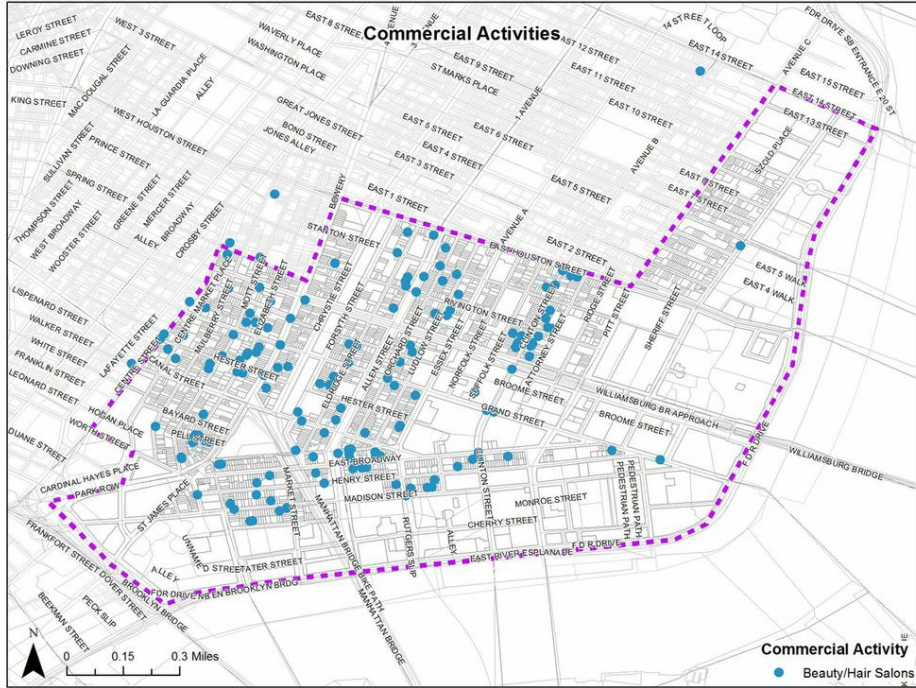 Commercial Activities
LEROY STREET
CARMINE STREET
DOWNING STREET
WEST 3 STREET
MAC DOUGAL STREET
LA GUARDIA PLACE
ALLEY
EAST 8 STREET
WAVERLY PLACE
WASHINGTON PLACE
EAST 9 STREET
ST MARKS PLACE
EAST 12 STREET
EAST 11 STREET
EAST 10 STREET
14 STREET LOOP
EAST 14 STREET
AVENUE C
FDR DRIVE SB ENTRANCE E 20 ST
EAST 15 STREET
EAST 14 STREET
EAST 13 STREET
KING STREET
SULLIVAN STREET
PRINCE STREET
WEST HOUSTON STREET
GREAT JONES STREET
BOND STREET
JONES ALLEY
EAST 5 STREET
EAST 4 STREET
EAST 3 STREET
EAST 6 STREET
1 AVENUE
AVENUE B
SZOLD PLACE
THOMPSON STREET
SPRING STREET
WEST BROADWAY
WOOSTER STREET
GREENE STREET
MERCER STREET
ALLEY
BROADWAY
CROSBY STREET
BOWERY
EAST 1 STREET
STANTON STREET
AVENUE A
EAST 2 STREET
EAST HOUSTON STREET
EAST 5 STREET
EAST 7 STREET
EAST 5 WALK
EAST 4 WALK
LISPENARD STREET
WALKER STREET
WHITE STREET
FRANKLIN STREET
LEONARD STREET
LAFAYETTE STREET
CENTRE STREET
CENTRE MARKET PLACE
MULBERRY STREET
MOTT STREET
ELIZABETH STREET
CHRYSTIE STREET
FORSYTH STREET
ELDRIDGE STREET
ALLEN STREET
ORCHARD STREET
LUDLOW STREET
ESSEX STREET
NORFOLK STREET
SUFFOLK STREET
CLINTON STREET
ATTORNEY STREET
RIDGE STREET
PITT STREET
SHERIFF STREET
RIVINGTON STREET
HESTER STREET
CANAL STREET
HOGAN PLACE
WORTH STREET
BAYARD STREET
PELL STREET
HESTER STREET
BROOME STREET
GRAND STREET
BROOME STREET
WILLIAMSBURG BR APPROACH
WILLIAMSBURG BRIDGE
F D R DRIVE
DUANE STREET
CARDINAL HAYES PLACE
PARK ROW
ST JAMES PLACE
EAST BROADWAY
HENRY STREET
MADISON STREET
MARKET STREET
CLINTON STREET
MONROE STREET
CHERRY STREET
PEDESTRIAN PATH
PEDESTRIAN PATH
RUTGERS SLIP
ALLEY
F D R DRIVE
EAST RIVER ESPLANADE
FRANKFORT STREET
DOVER STREET
BROOKLYN BRIDGE
PECK SLIP
BEEKMAN STREET
ALLEY
UNNAME
D STREET
ATER STREET
FDR DRIVE NB EN BROOKLYN BRDG
MANHATTAN BRIDGE BIKE PATH
MANHATTAN BRIDGE
N
0 0.15 0.3 Miles
Commercial Activity
Beauty/Hair Salons